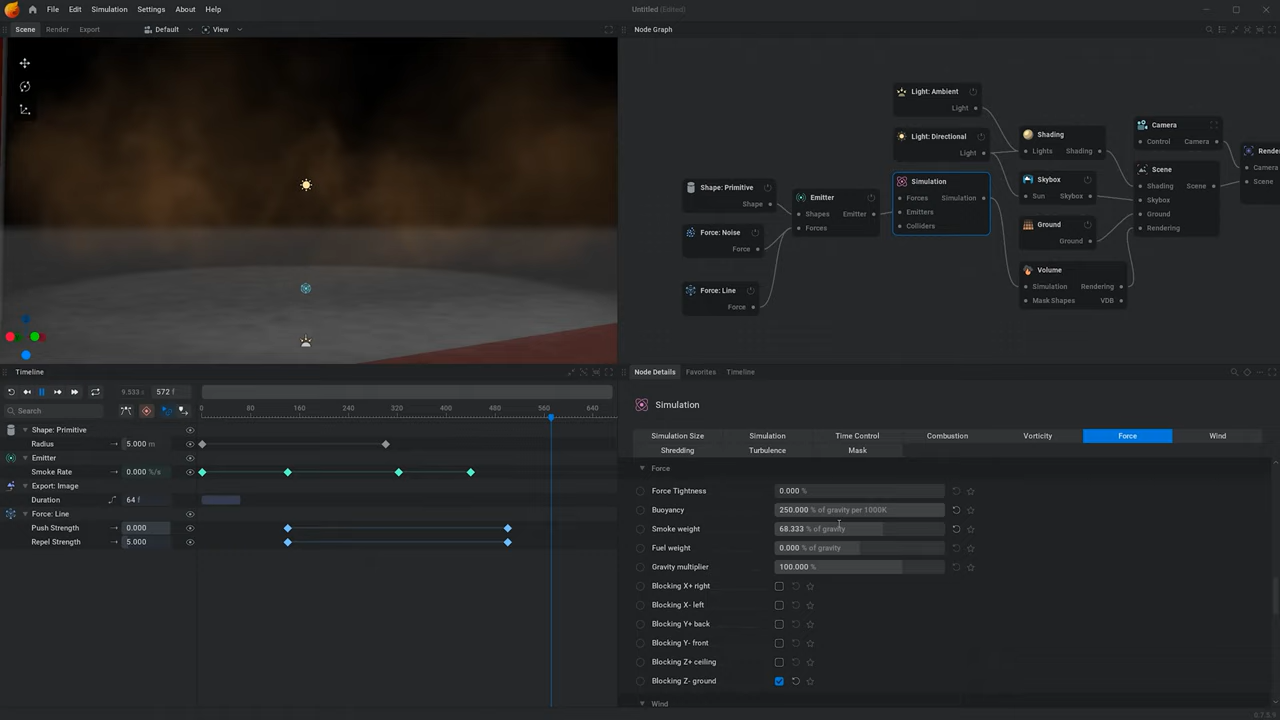 File Edit Simulation Settings About Help
Untitled (Edited)
Scene Render Export Default View
Node Graph
Light: Ambient
Light
Light: Directional
Light
Shape: Primitive
Shape
Force: Noise
Force
Force: Line
Force
Emitter
Shapes Emitter
Forces
Simulation
Forces Simulation
Emitters
Colliders
Shading
Lights Shading
Skybox
Sun Skybox
Ground
Ground
Volume
Simulation Rendering
Mask Shapes VDB
Camera
Control Camera
Scene
Shading Scene
Skybox
Ground
Rendering
Rende
Camera
Scene
Timeline
9.533 s 572 f
Search
0 80 160 240 320 400 480 560 640
Shape: Primitive
Radius 5.000 m
Emitter
Smoke Rate 0.000 %/s
Export: Image
Duration 64 f
Force: Line
Push Strength 0.000
Repel Strength 5.000
Node Details Favorites Timeline
Simulation
Simulation Size Simulation Time Control Combustion Vorticity Force Wind
Shredding Turbulence Mask
Force
Force Tightness 0.000 %
Buoyancy 250.000 % of gravity per 1000K
Smoke weight 68.333 % of gravity
Fuel weight 0.000 % of gravity
Gravity multiplier 100.000 %
Blocking X+ right
Blocking X- left
Blocking Y+ back
Blocking Y- front
Blocking Z+ ceiling
Blocking Z- ground
Wind